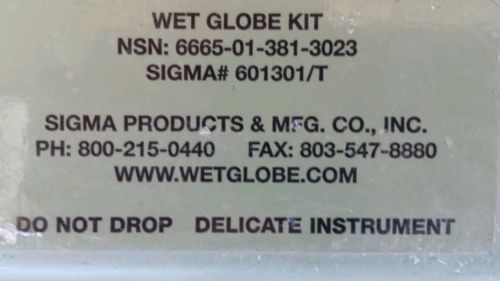 WET GLOBE KIT
NSN: 6665-01-381-3023
SIGMA# 601301/T
SIGMA PRODUCTS & MFG. CO., INC.
PH: 800-215-0440 FAX: 803-547-8880
WWW.WETGLOBE.COM
DO NOT DROP DELICATE INSTRUMENT